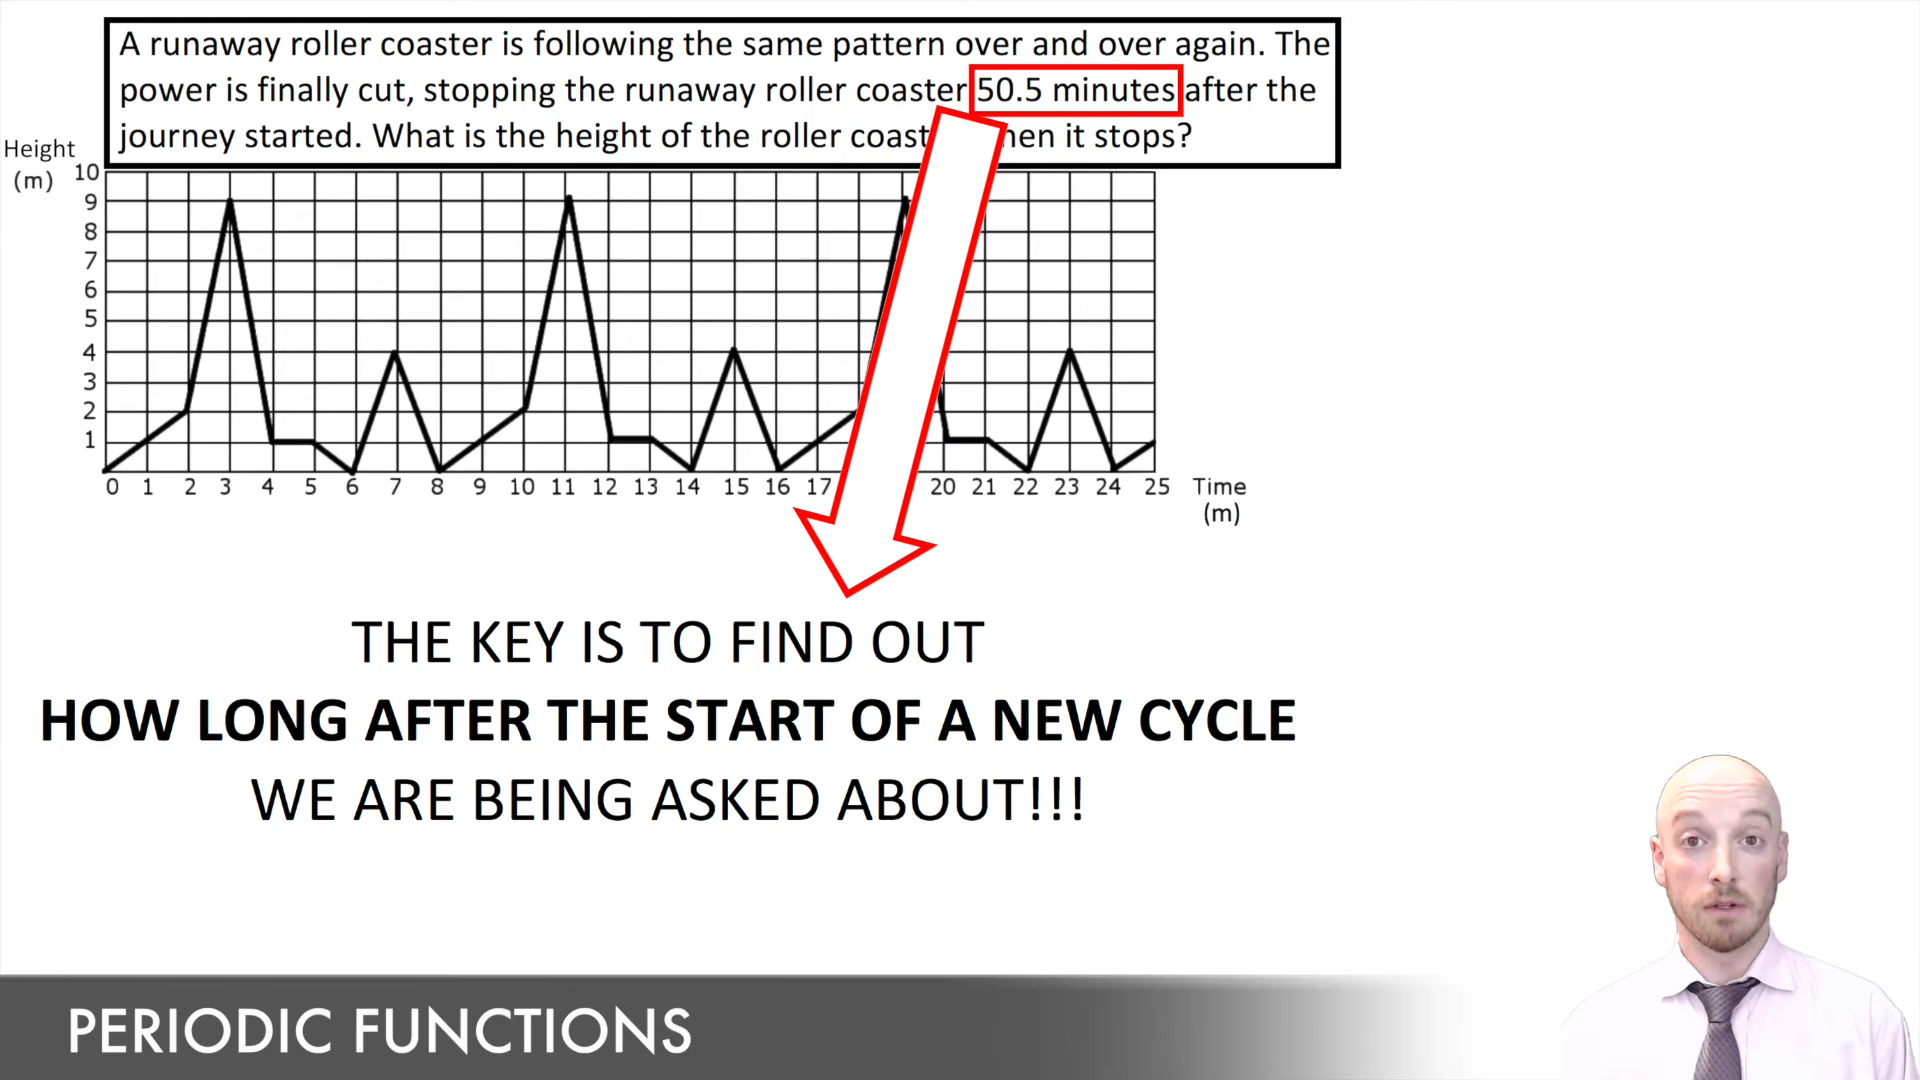 A runaway roller coaster is following the same pattern over and over again. The
power is finally cut, stopping the runaway roller coaster 50.5 minutes after the
journey started. What is the height of the roller it stops?
Height
(m)
10
9
8
7
6
5
4
3
2
1
0 1 2 3 4 5 6 7 8 9 10 11 12 13 14 15 16 17 20 21 22 23 24 25 Time
(m)
THE KEY IS TO FIND OUT
HOW LONG AFTER THE START OF A NEW CYCLE
WE ARE BEING ASKED ABOUT!!!
PERIODIC FUNCTIONS